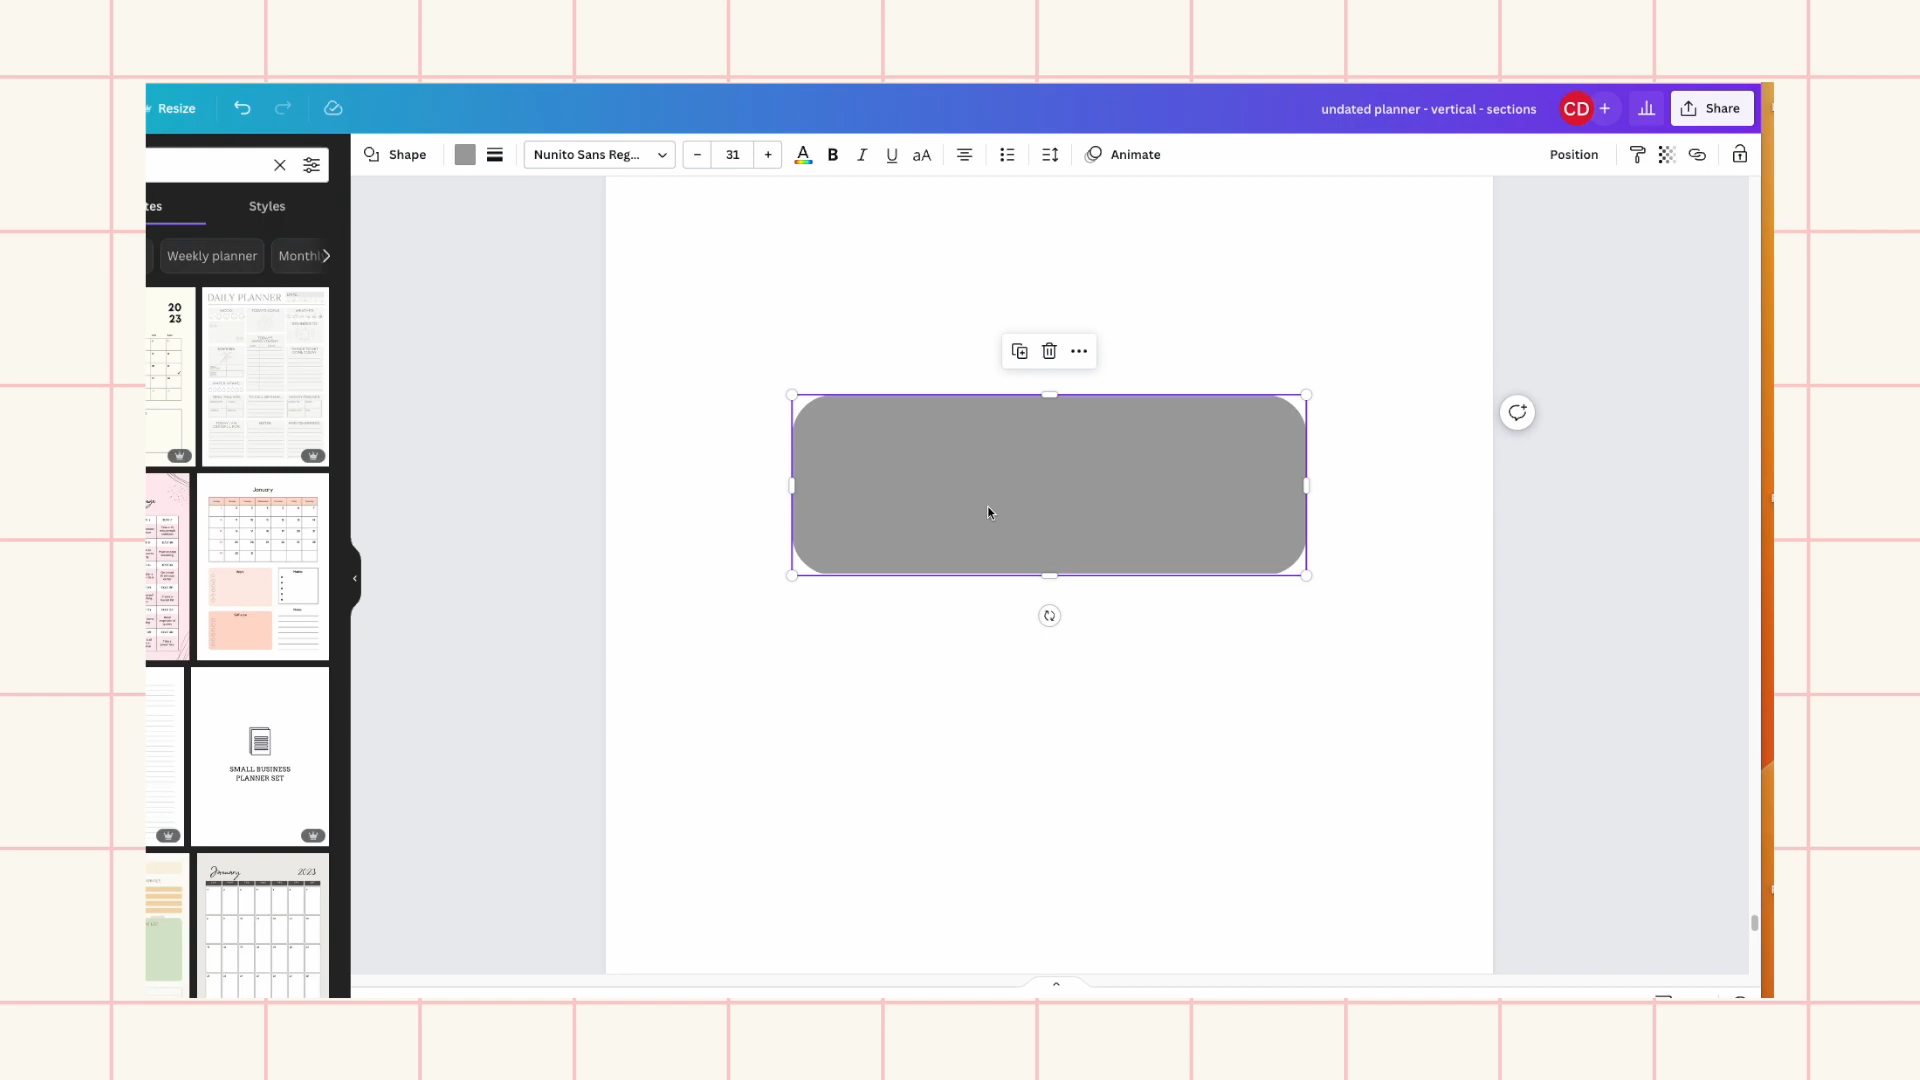 Resize
undated planner - vertical - sections
CD
+
Share
Shape
Nunito Sans Reg...
−
31
+
A
B
I
U
aA
Animate
Position
tes
Styles
Weekly planner
Monthl
20
23
DAILY PLANNER
January
SMALL BUSINESS
PLANNER SET
January
2023